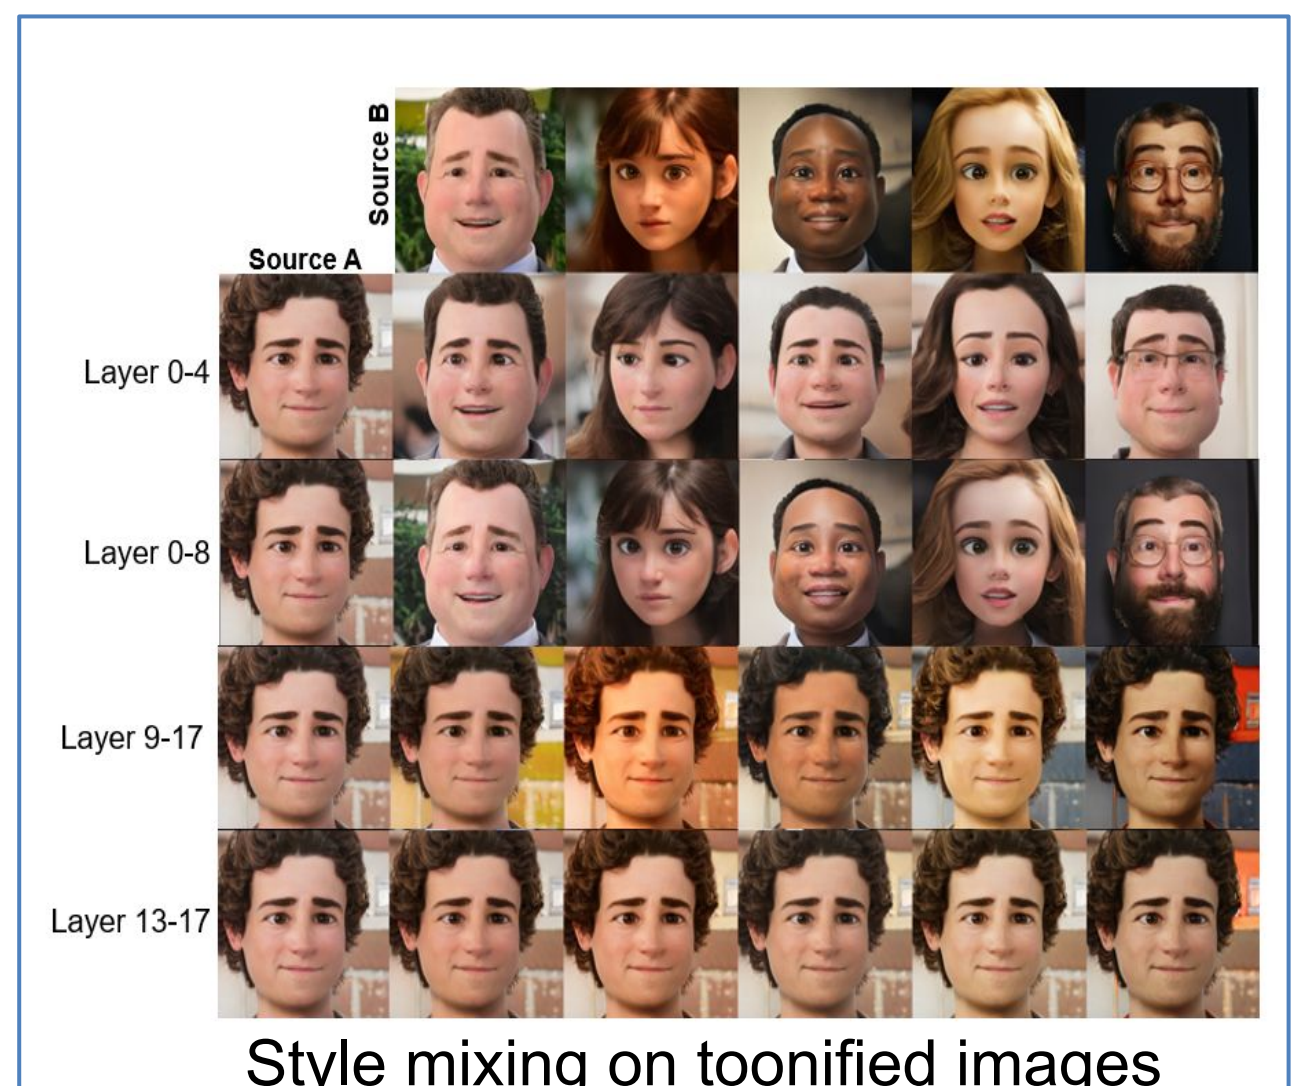 Source B
Source A
Layer 0-4
Layer 0-8
Layer 9-17
Layer 13-17
Style mixing on toonified images